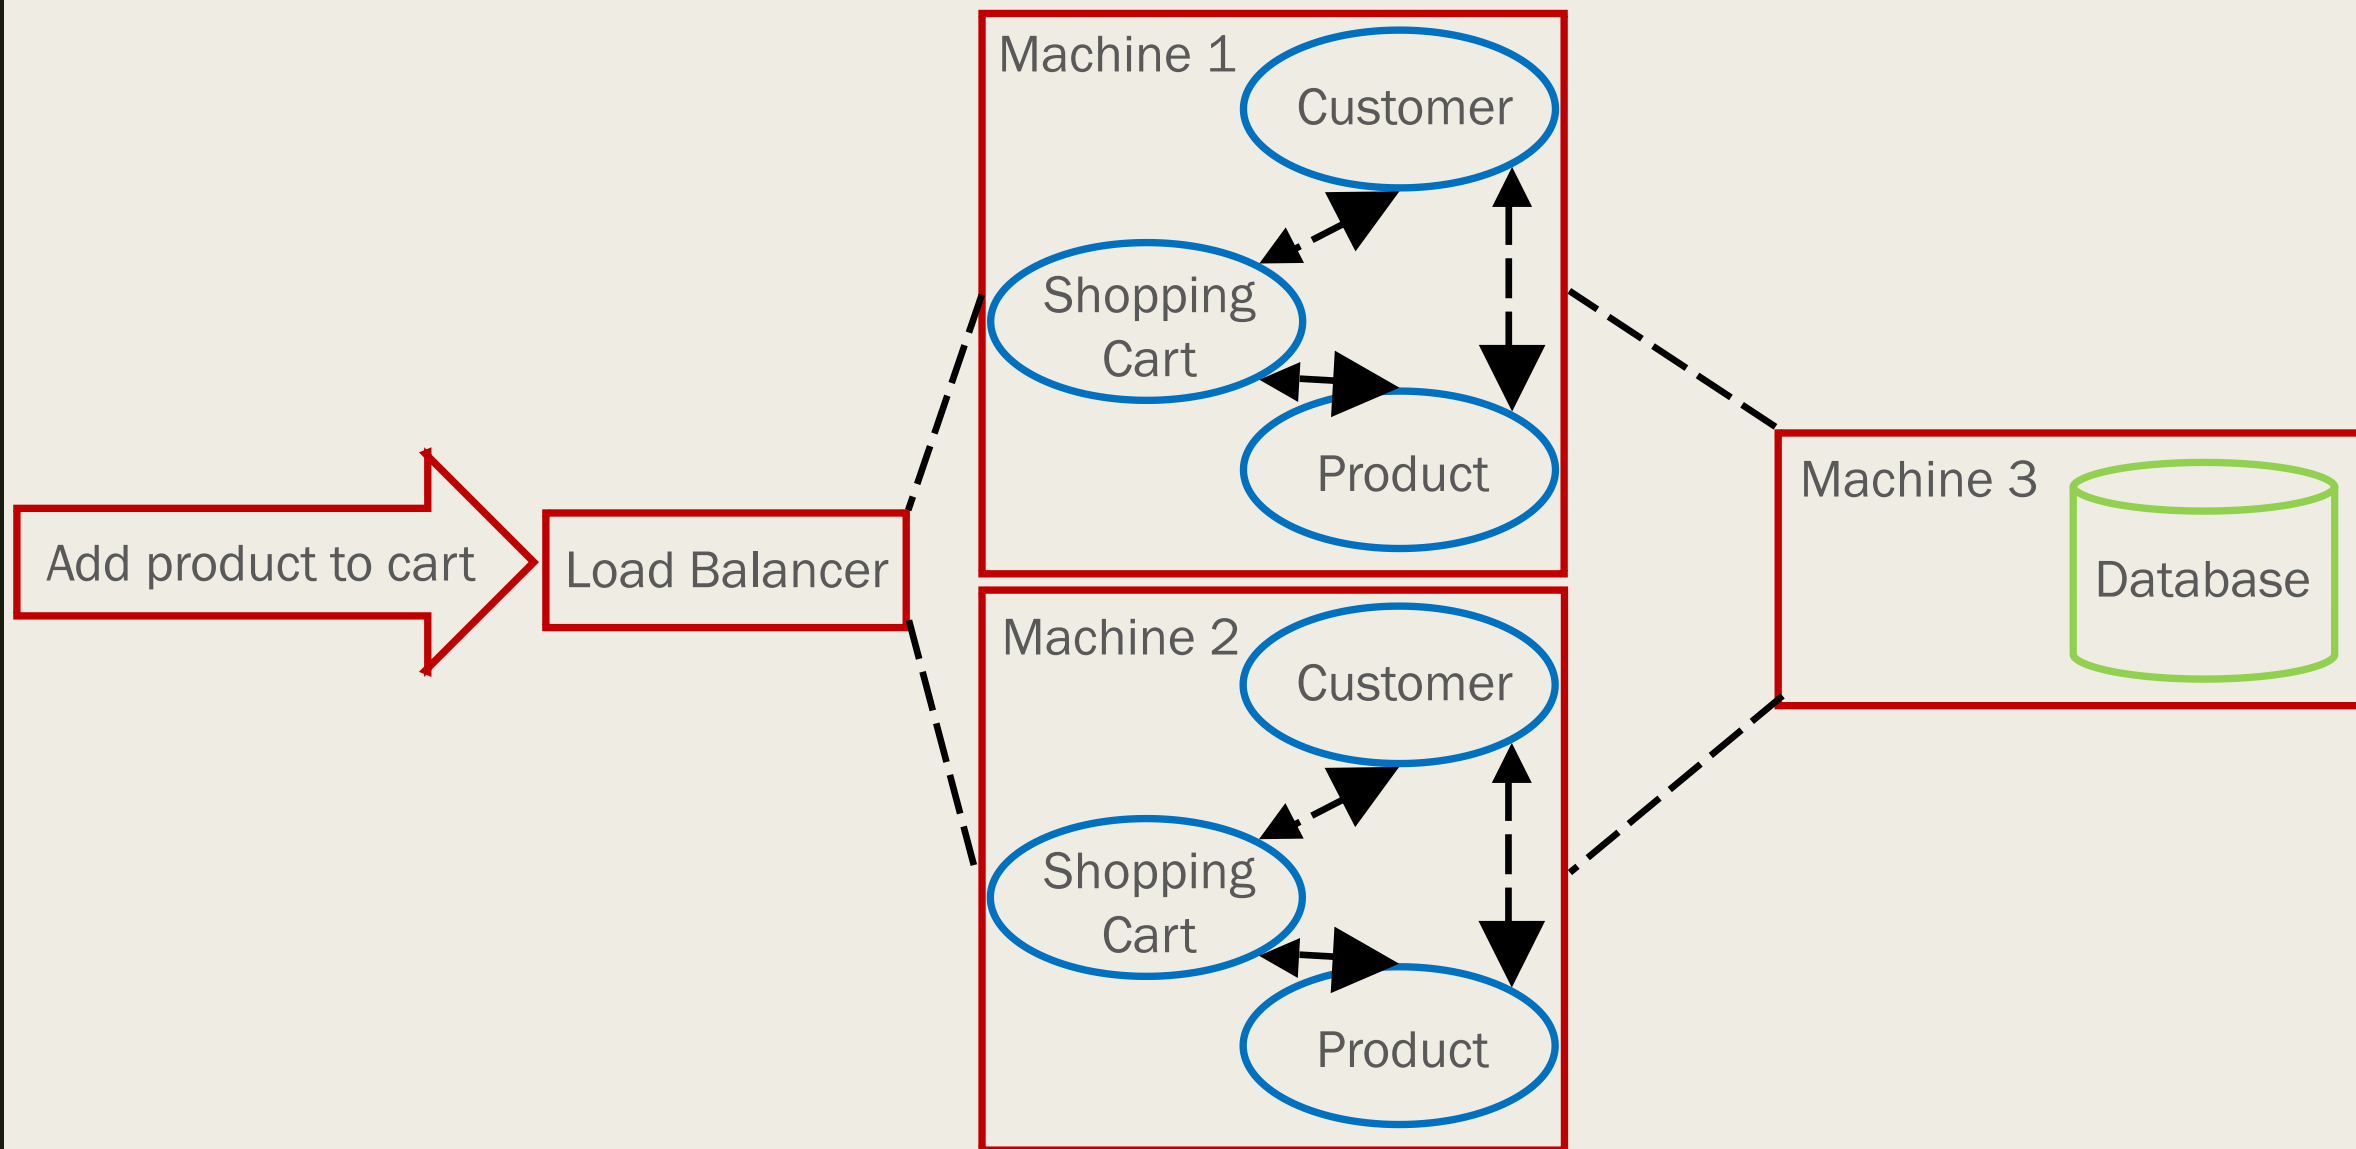 Add product to cart
Load Balancer
Machine 1
Customer
Shopping
Cart
Product
Machine 2
Customer
Shopping
Cart
Product
Machine 3
Database